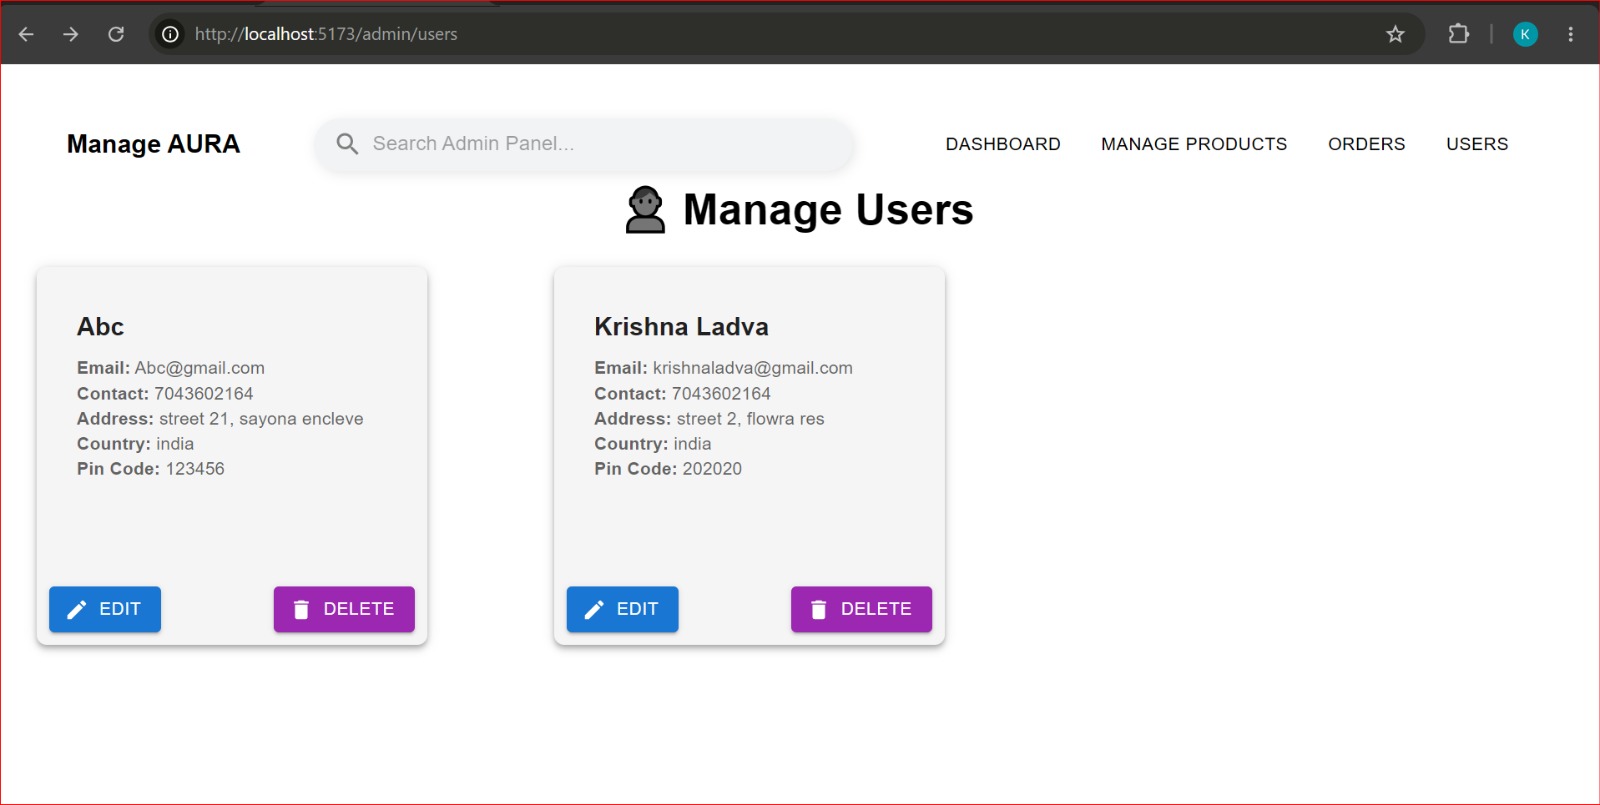 http://localhost:5173/admin/users
K
Manage AURA
Search Admin Panel...
DASHBOARD
MANAGE PRODUCTS
ORDERS
USERS
Manage Users
Abc
Email: Abc@gmail.com
Contact: 7043602164
Address: street 21, sayona encleve
Country: india
Pin Code: 123456
EDIT
DELETE
Krishna Ladva
Email: krishnaladva@gmail.com
Contact: 7043602164
Address: street 2, flowra res
Country: india
Pin Code: 202020
EDIT
DELETE